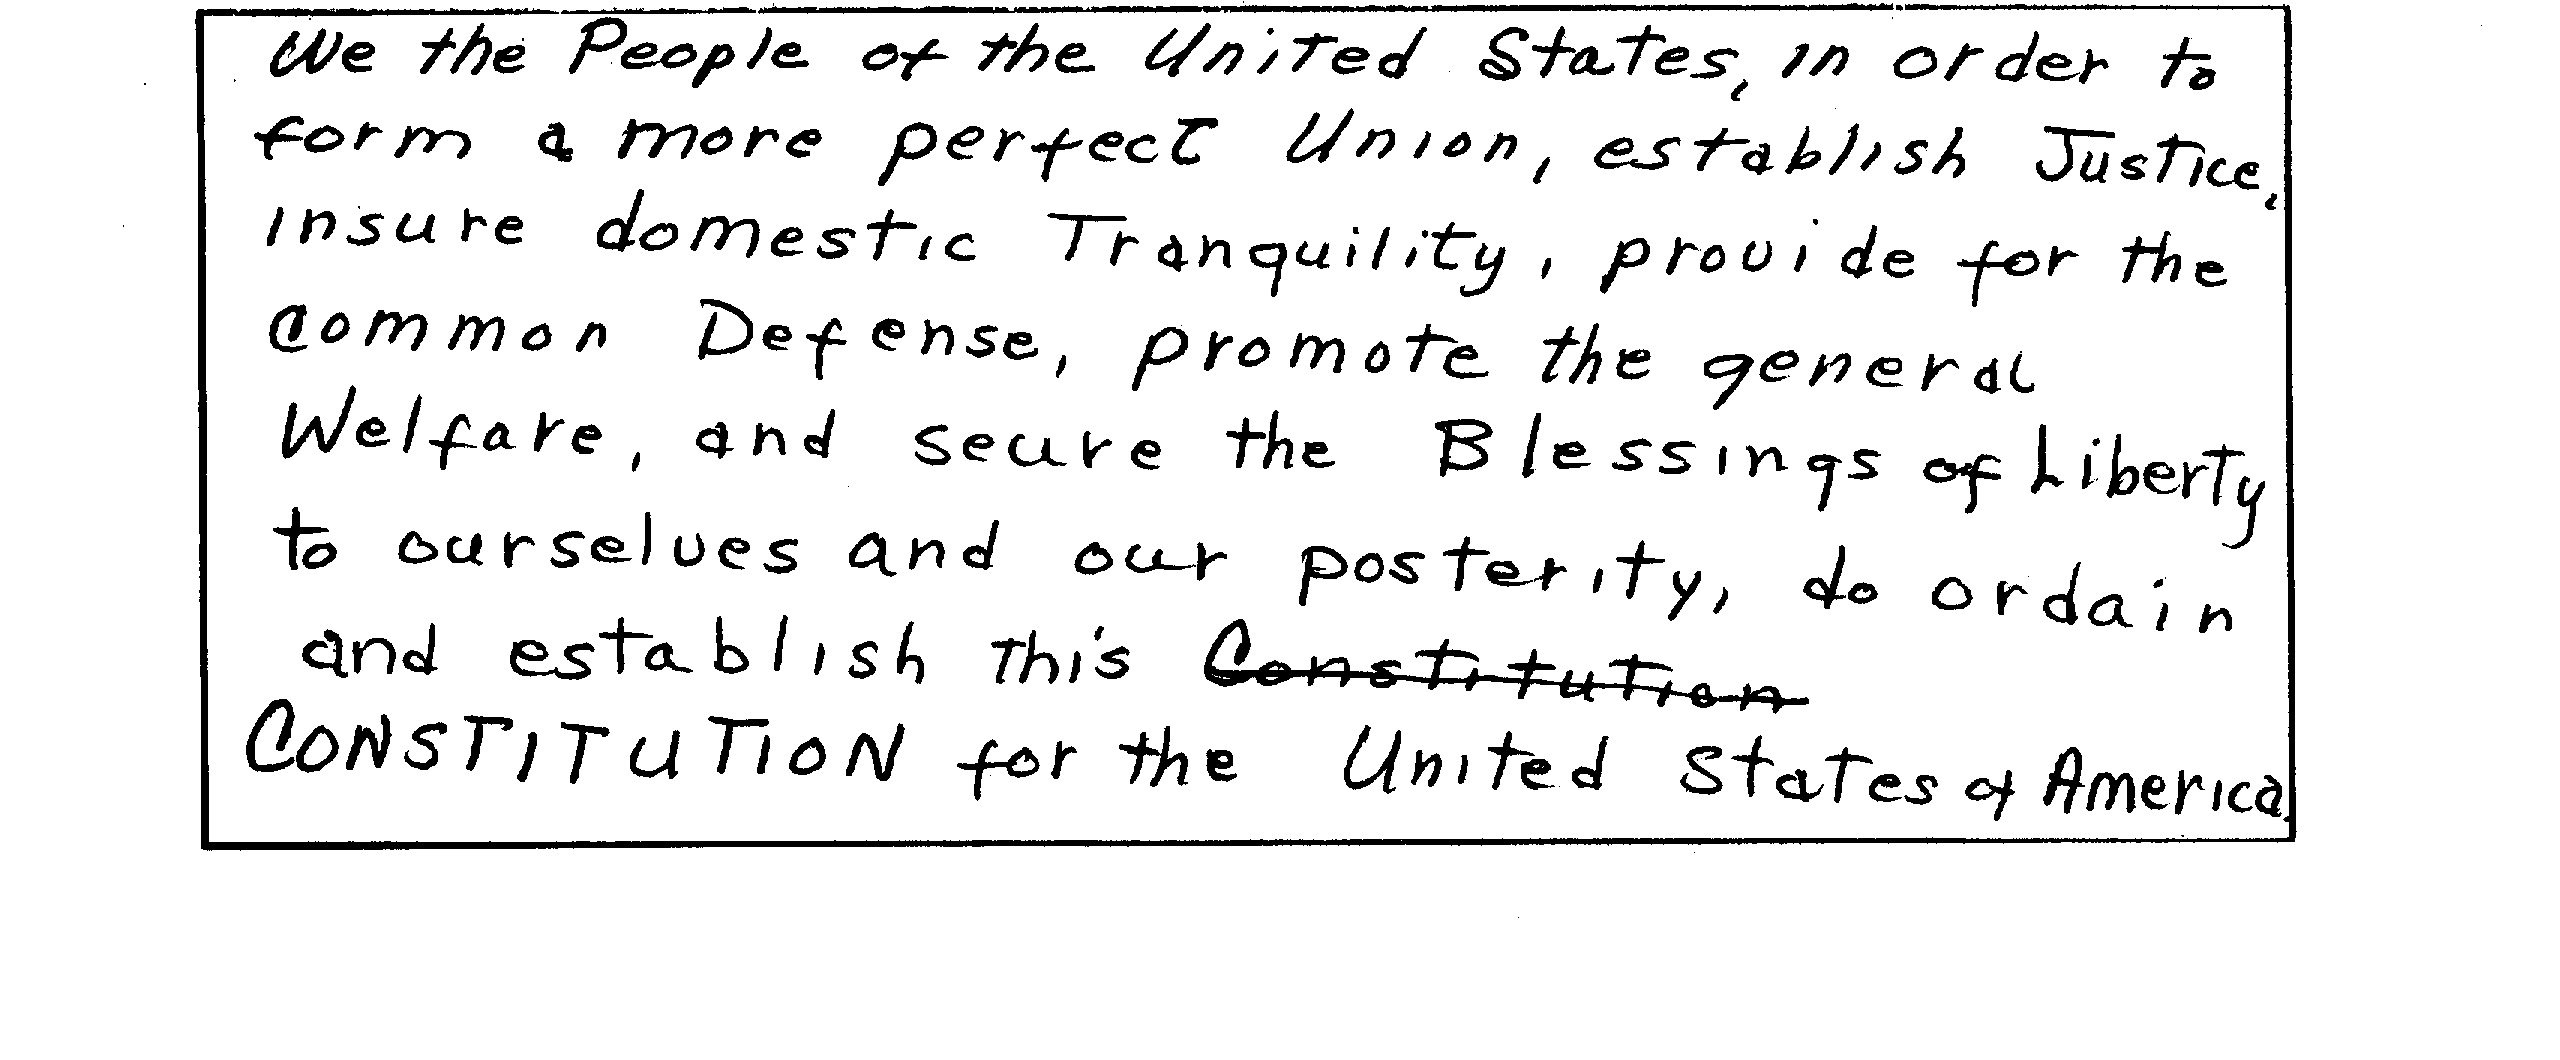 We the People of the United States, in order to
form a more perfect Union, establish Justice,
insure domestic Tranquility, provide for the
common Defense, promote the general
Welfare, and seure the Blessings of Liberty
to ourselves and our posterity, do ordain
and establish this Constitution
CONSTITUTION for the United States of America.